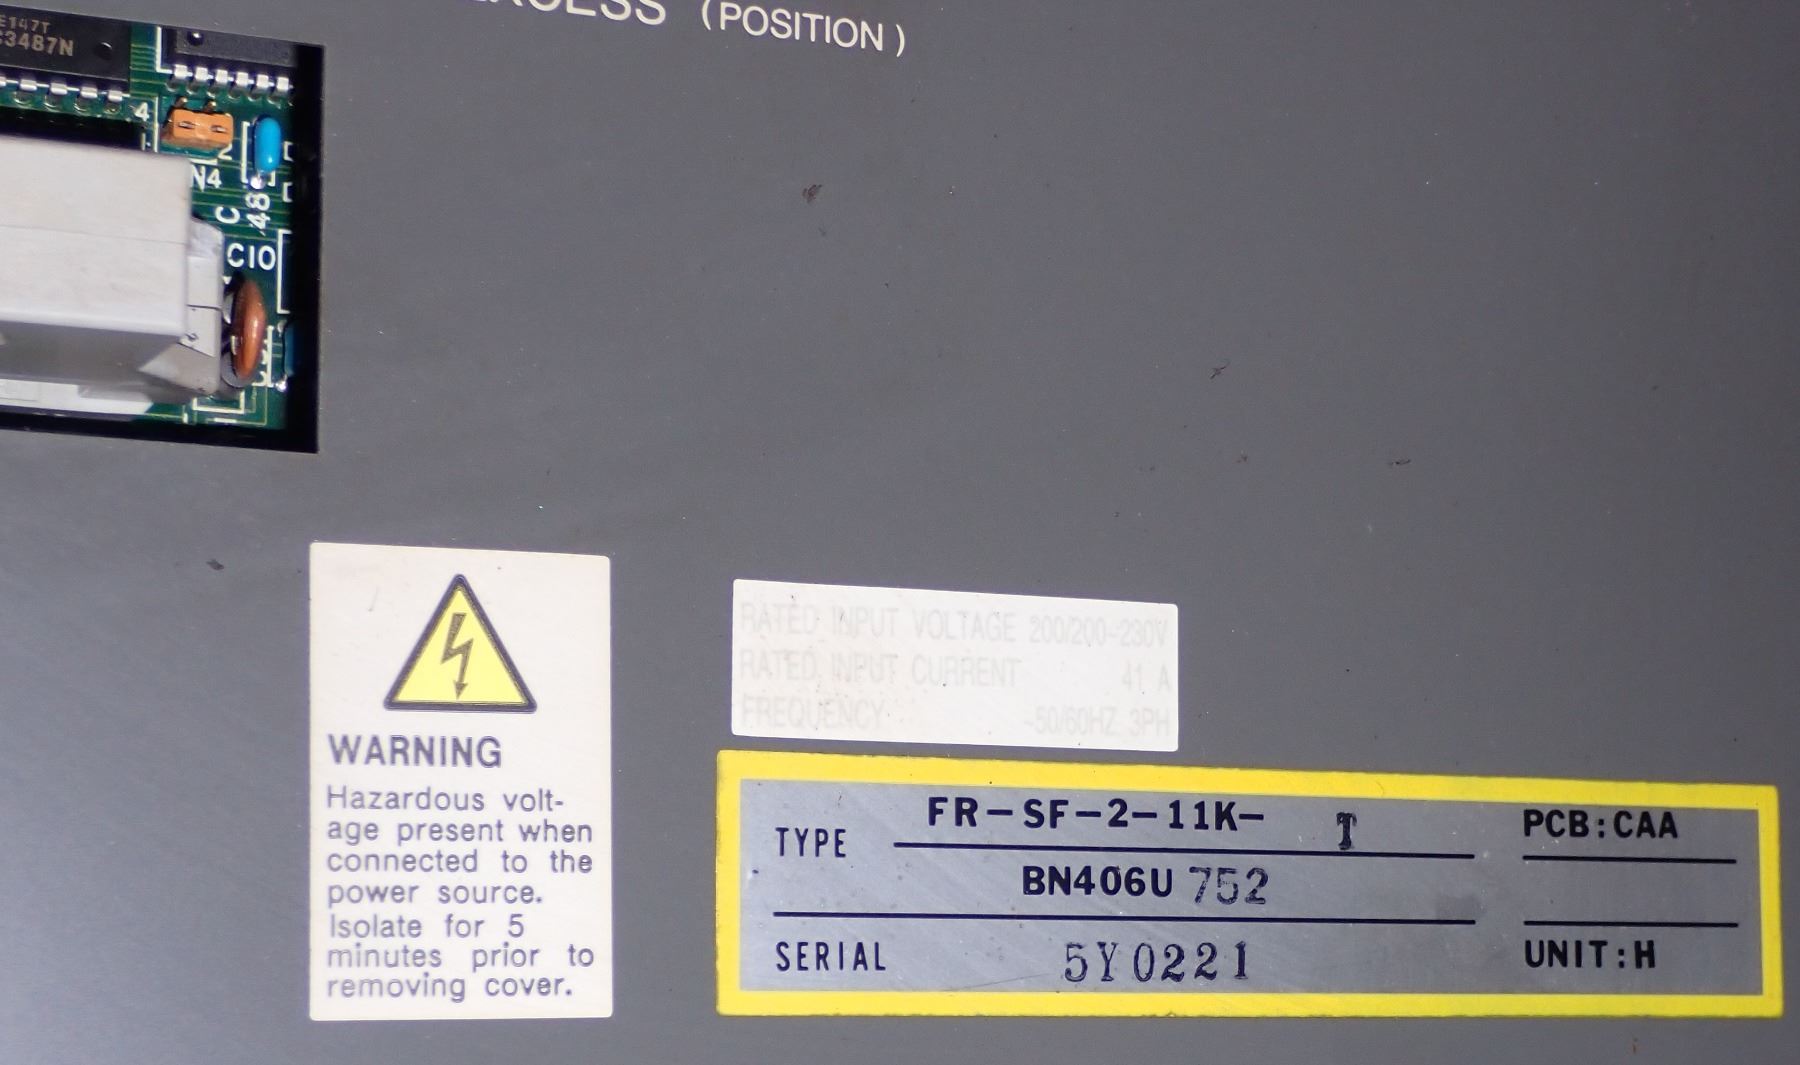 (POSITION)
E147T
3487N
4
2
N4
C
48
C10
WARNING
Hazardous volt-
age present when
connected to the
power source.
Isolate for 5
minutes prior to
removing cover.
RATED INPUT VOLTAGE 200/200-230V
RATED INPUT CURRENT 41 A
FREQUENCY ~50/60HZ 3PH
TYPE FR-SF-2-11K- T
BN406U 752
SERIAL 5Y0221
PCB:CAA
UNIT:H